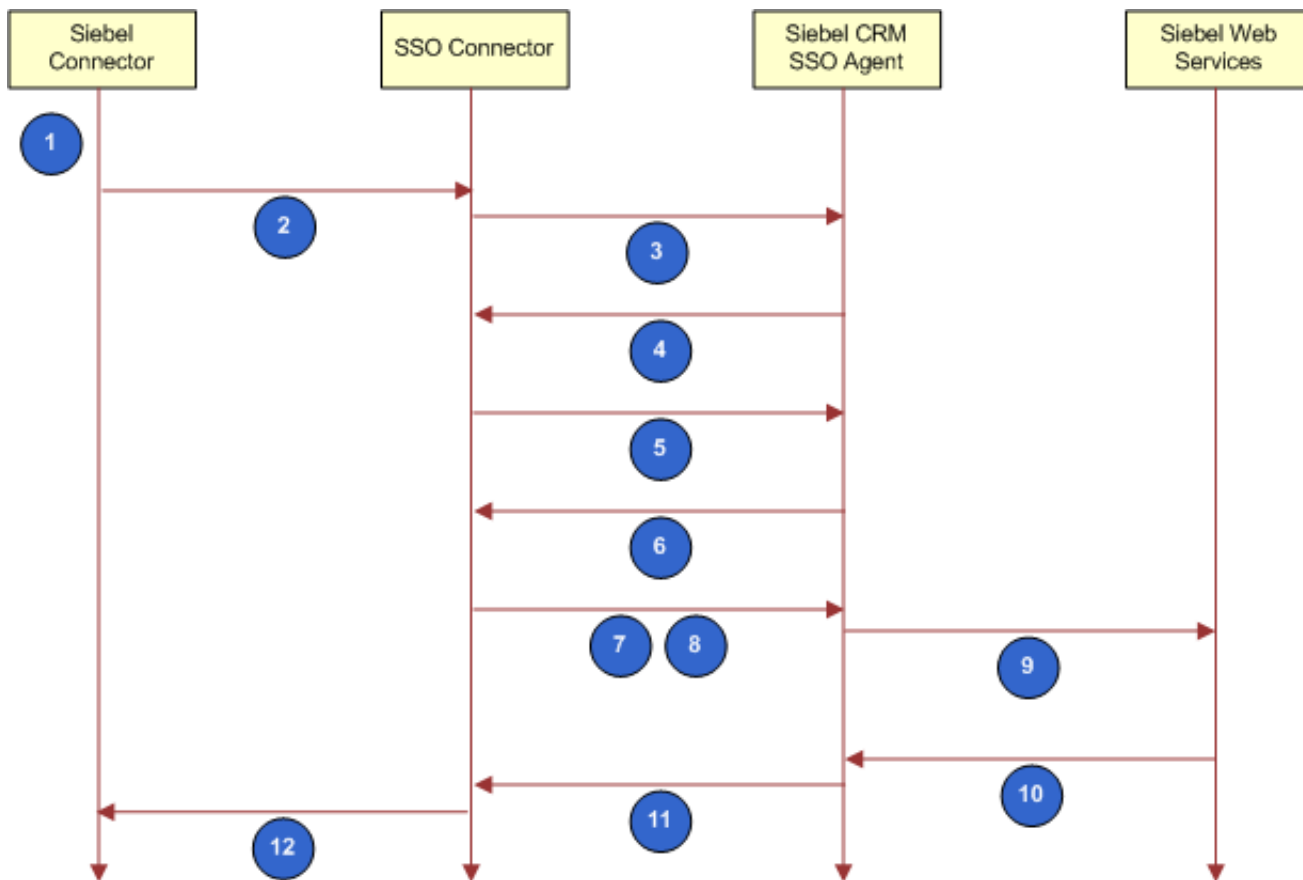 Siebel
Connector
SSO Connector
Siebel CRM
SSO Agent
Siebel Web
Services
1
2
3
4
5
6
7 8
9
10
11
12